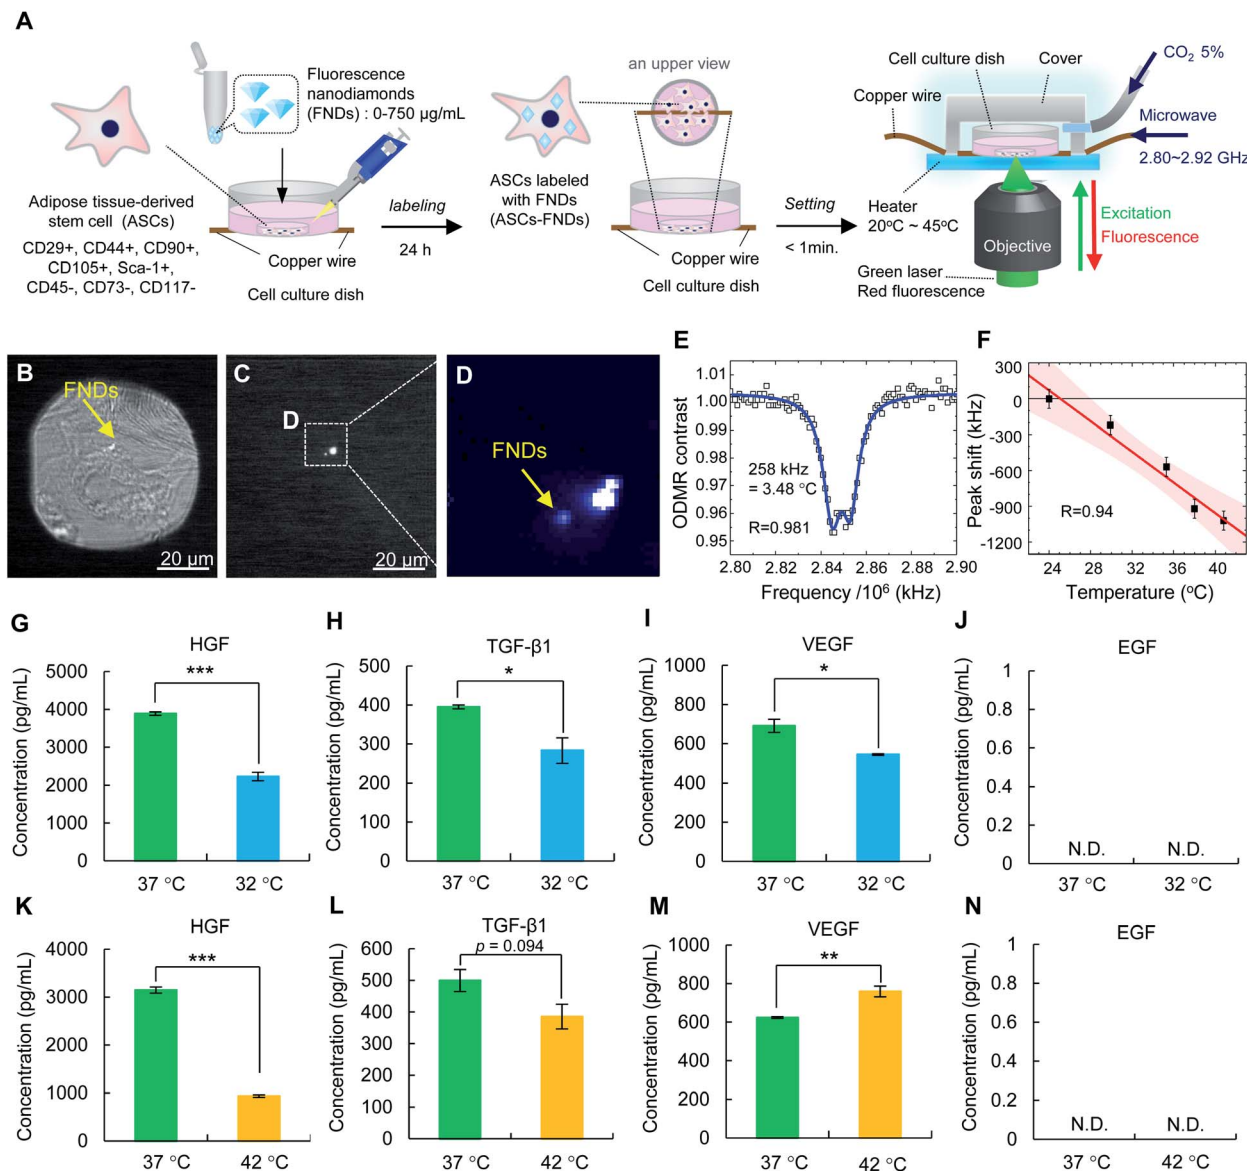 A
Fluorescence
nanodiamonds
(FNDs) : 0-750 µg/mL
Adipose tissue-derived
stem cell (ASCs)
CD29+, CD44+, CD90+,
CD105+, Sca-1+,
CD45-, CD73-, CD117-
Copper wire
Cell culture dish
labeling
24 h
an upper view
ASCs labeled
with FNDs
(ASCs-FNDs)
Copper wire
Cell culture dish
Setting
< 1min.
Cell culture dish
Cover
CO2 5%
Copper wire
Microwave
2.80~2.92 GHz
Heater
20°C ~ 45°C
Objective
Excitation
Fluorescence
Green laser
Red fluorescence
B
FNDs
20 µm
C
D
20 µm
D
FNDs
E
1.01
1.00
0.99
0.98
0.97
0.96
0.95
ODMR contrast
258 kHz
= 3.48 °C
R=0.981
2.80 2.82 2.84 2.86 2.88 2.90
Frequency /10^6 (kHz)
F
300
0
-300
-600
-900
-1200
Peak shift (kHz)
R=0.94
24 28 32 36 40
Temperature (°C)
G
HGF
***
Concentration (pg/mL)
5000
4000
3000
2000
1000
0
37 °C 32 °C
H
TGF-β1
*
Concentration (pg/mL)
500
400
300
200
100
0
37 °C 32 °C
I
VEGF
*
Concentration (pg/mL)
1000
800
600
400
200
0
37 °C 32 °C
J
EGF
Concentration (pg/mL)
1
0.8
0.6
0.4
0.2
0
N.D. N.D.
37 °C 32 °C
K
HGF
***
Concentration (pg/mL)
4000
3000
2000
1000
0
37 °C 42 °C
L
TGF-β1
p = 0.094
Concentration (pg/mL)
600
500
400
300
200
100
0
37 °C 42 °C
M
VEGF
**
Concentration (pg/mL)
1000
800
600
400
200
0
37 °C 42 °C
N
EGF
Concentration (pg/mL)
1
0.8
0.6
0.4
0.2
0
N.D. N.D.
37 °C 42 °C